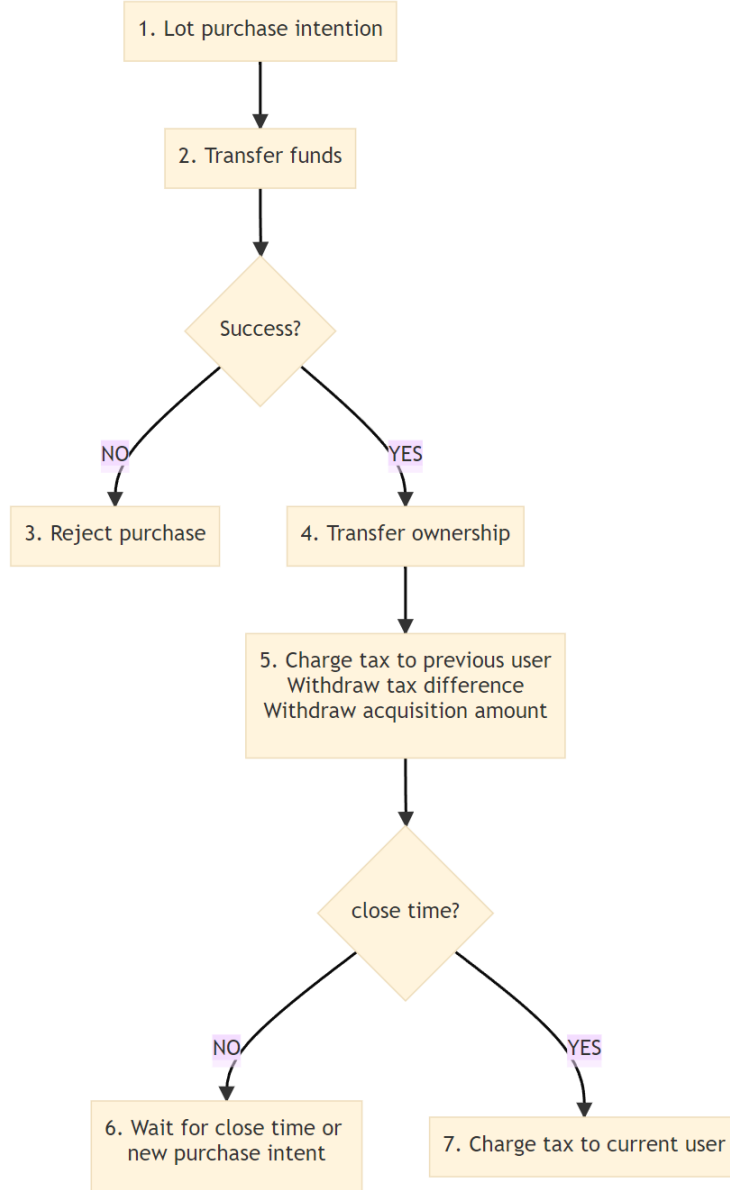 1. Lot purchase intention
2. Transfer funds
Success?
NO
YES
3. Reject purchase
4. Transfer ownership
5. Charge tax to previous user
Withdraw tax difference
Withdraw acquisition amount
close time?
NO
YES
6. Wait for close time or
new purchase intent
7. Charge tax to current user